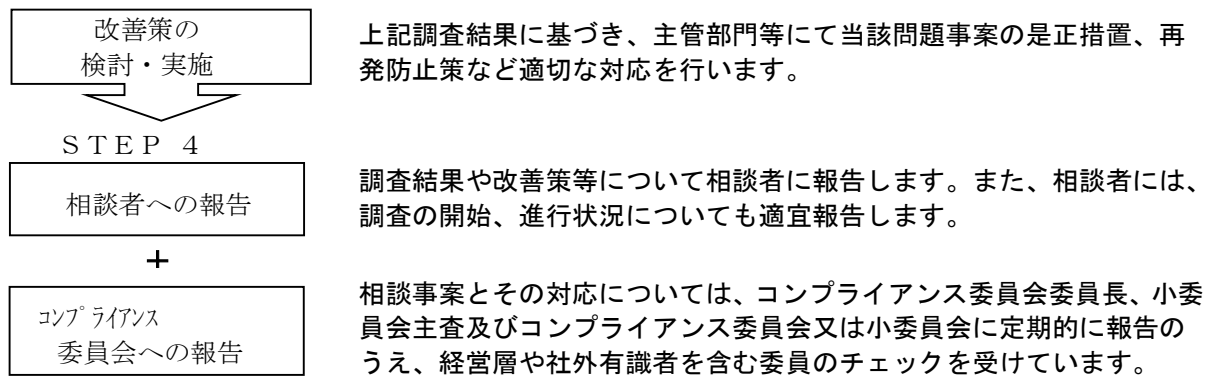 改善策の
検討・実施
上記調査結果に基づき、主管部門等にて当該問題事案の是正措置、再
発防止策など適切な対応を行います。
ＳＴＥＰ ４
相談者への報告
調査結果や改善策等について相談者に報告します。また、相談者には、
調査の開始、進行状況についても適宜報告します。
＋
ｺﾝﾌﾟﾗｲｱﾝｽ
委員会への報告
相談事案とその対応については、コンプライアンス委員会委員長、小委
員会主査及びコンプライアンス委員会又は小委員会に定期的に報告の
うえ、経営層や社外有識者を含む委員のチェックを受けています。